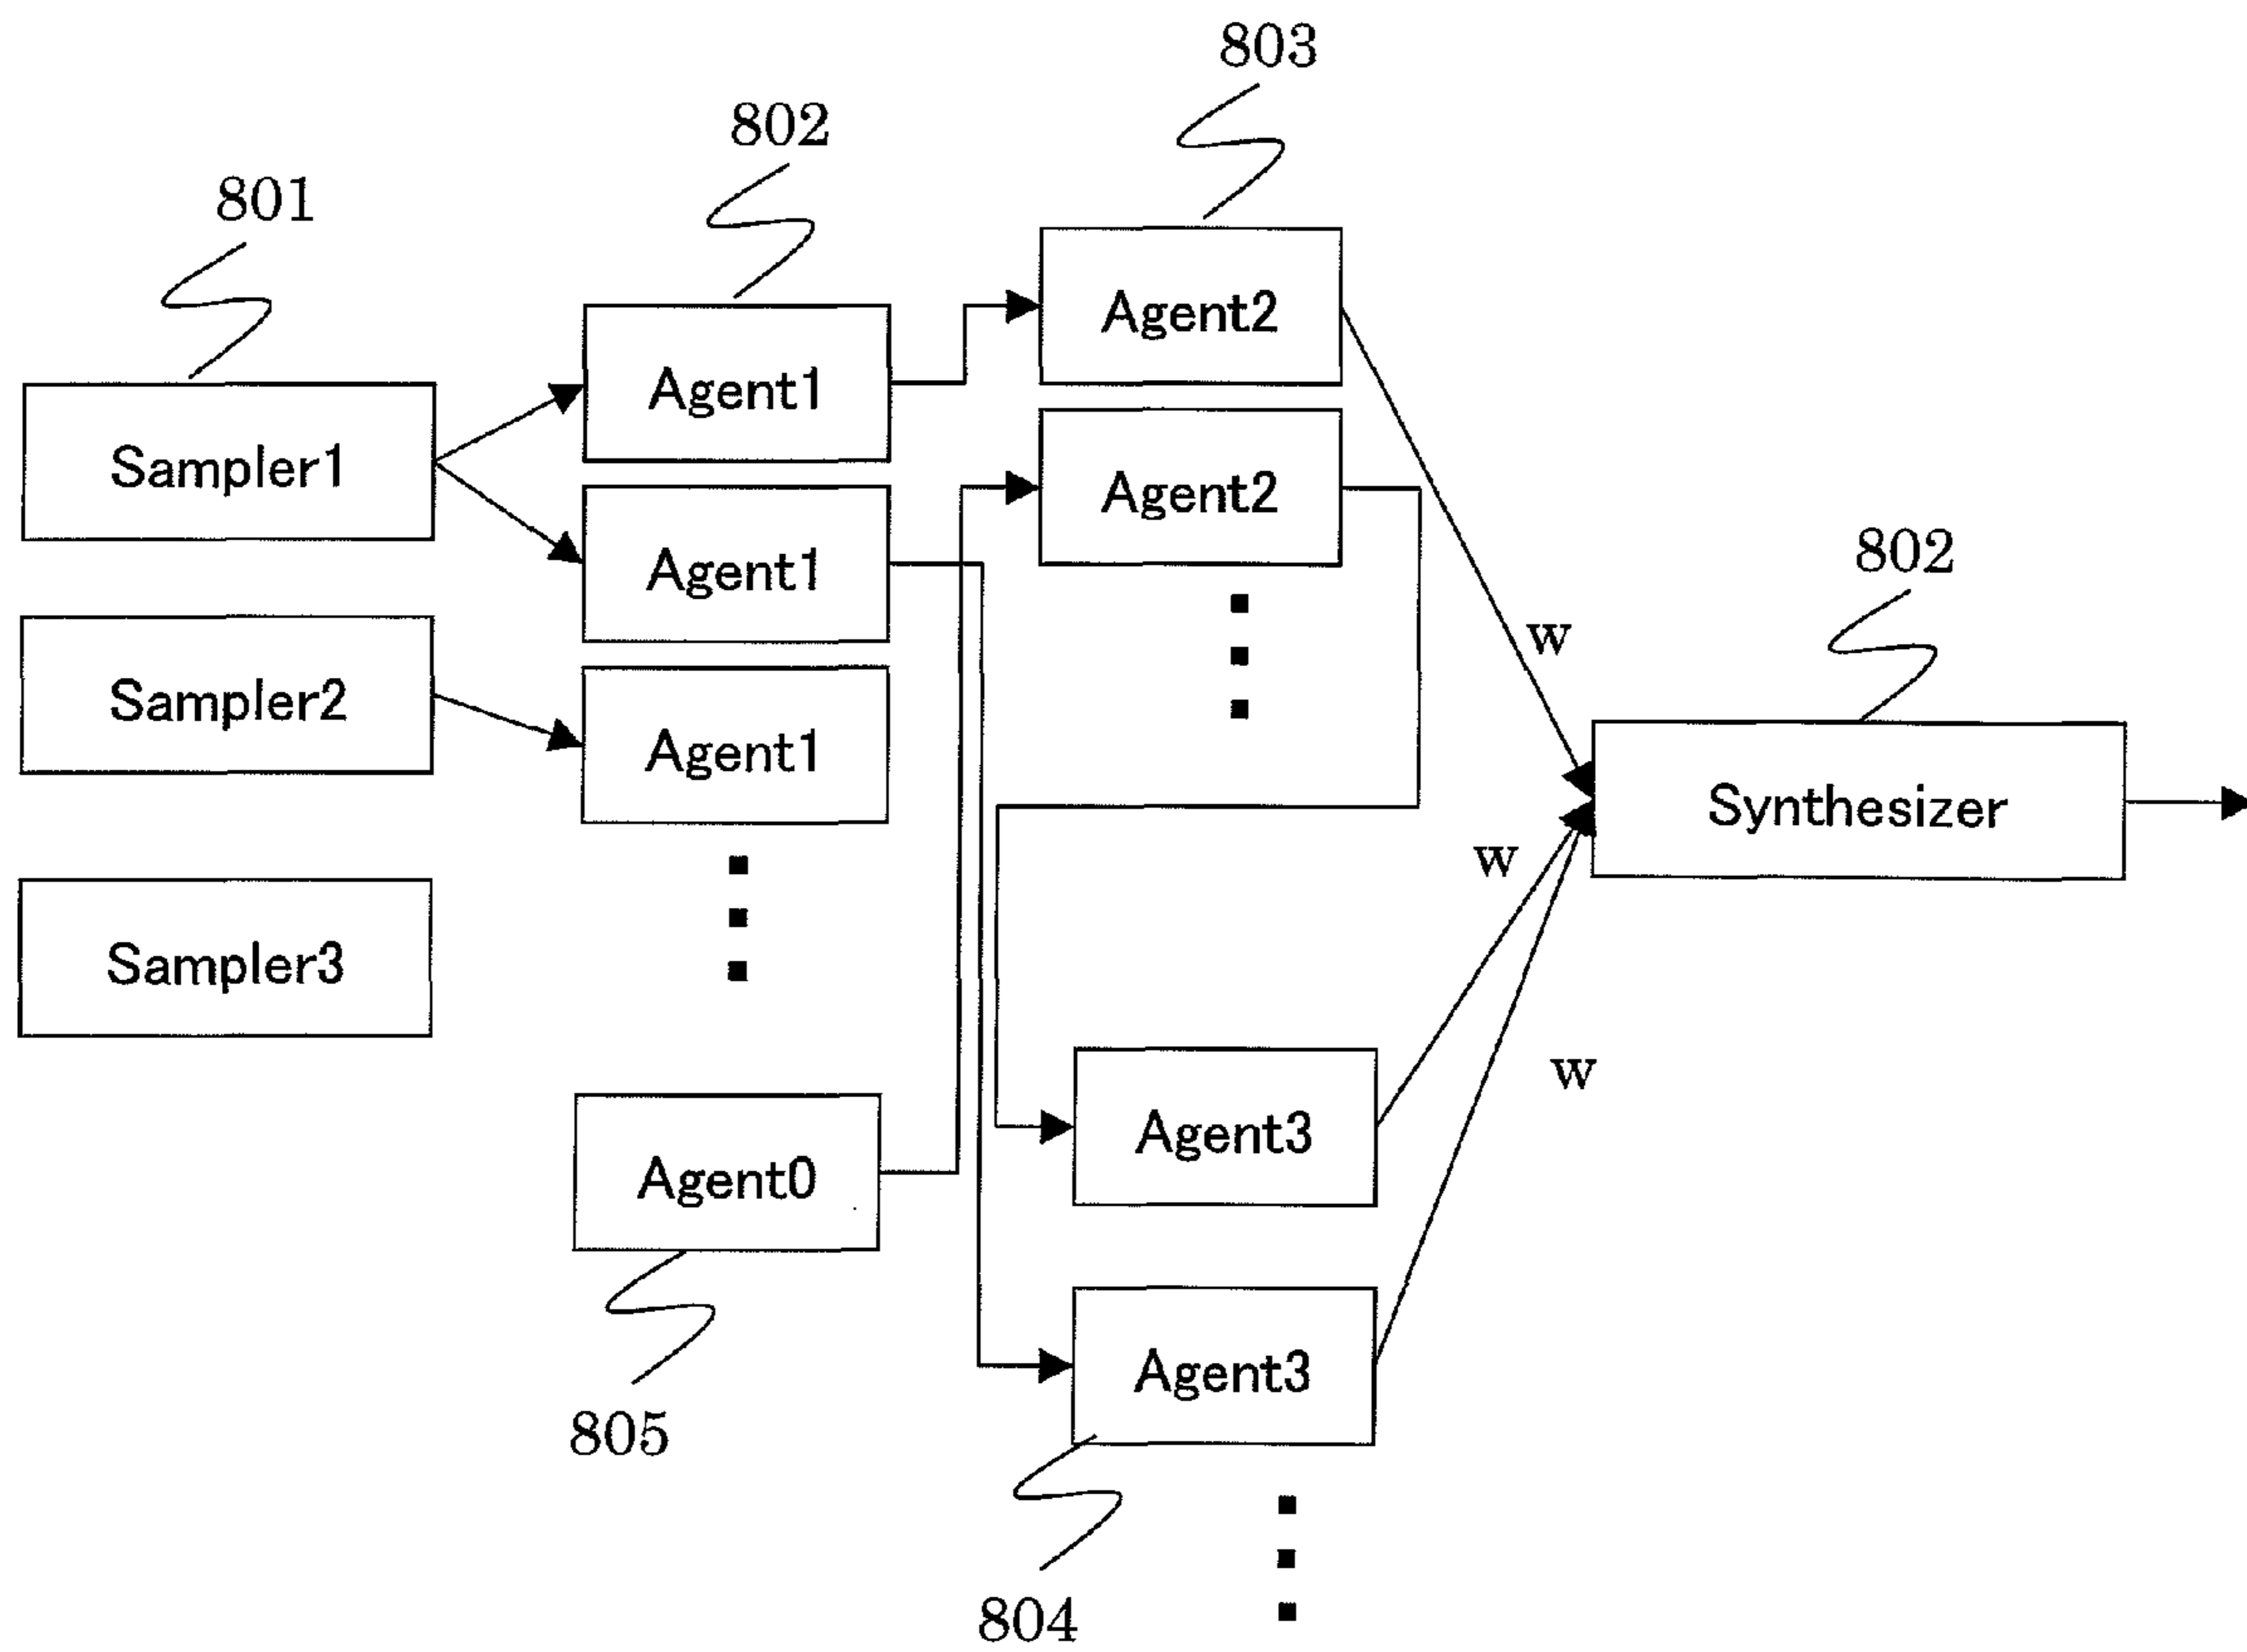 803
802
801
Agent2
Agent1
Sampler1
Agent2
Agent1
802
w
Sampler2
Agent1
Synthesizer
w
Sampler3
w
Agent3
Agent0
Agent3
805
804